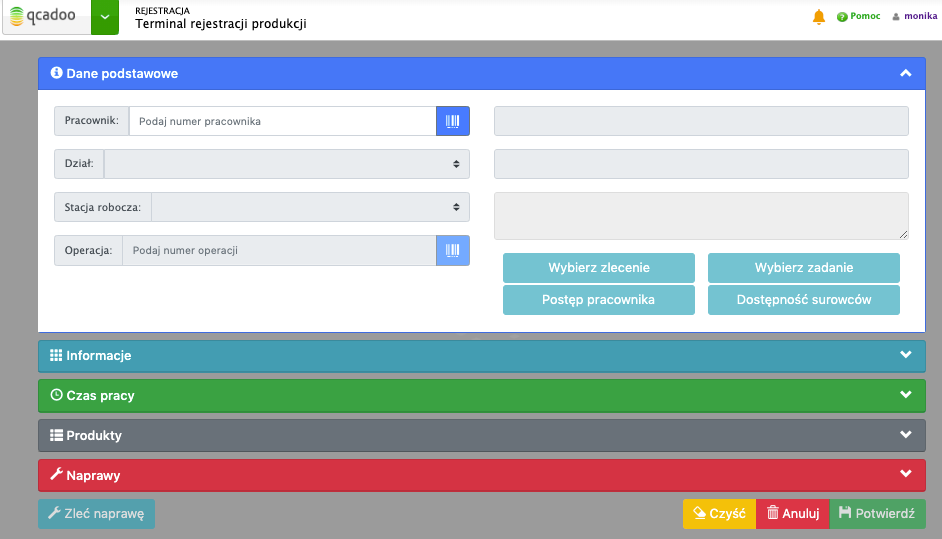 qcadoo
REJESTRACJA
Terminal rejestracji produkcji
Pomoc
monika
Dane podstawowe
Pracownik:
Podaj numer pracownika
Dział:
Stacja robocza:
Operacja:
Podaj numer operacji
Wybierz zlecenie
Wybierz zadanie
Postęp pracownika
Dostępność surowców
Informacje
Czas pracy
Produkty
Naprawy
Zleć naprawę
Czyść
Anuluj
Potwierdź